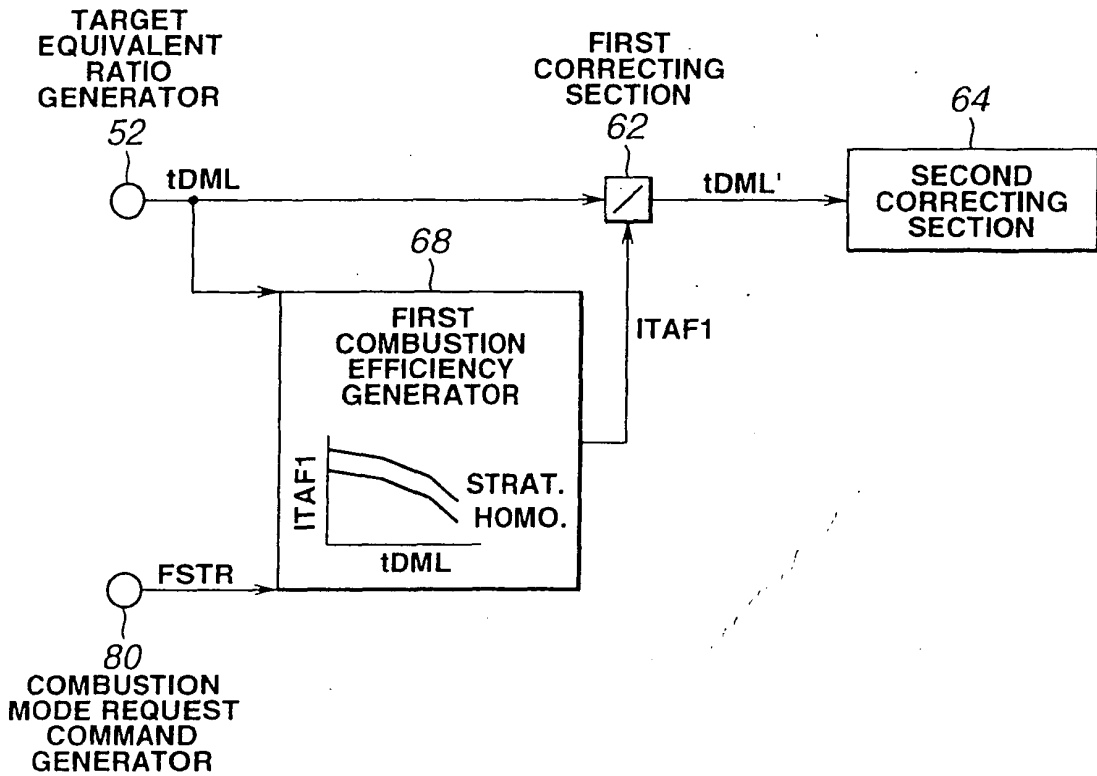 TARGET
EQUIVALENT
RATIO
GENERATOR
52
tDML
FIRST
CORRECTING
SECTION
62
tDML'
64
SECOND
CORRECTING
SECTION
68
FIRST
COMBUSTION
EFFICIENCY
GENERATOR
ITAF1
STRAT.
HOMO.
tDML
ITAF1
FSTR
80
COMBUSTION
MODE REQUEST
COMMAND
GENERATOR